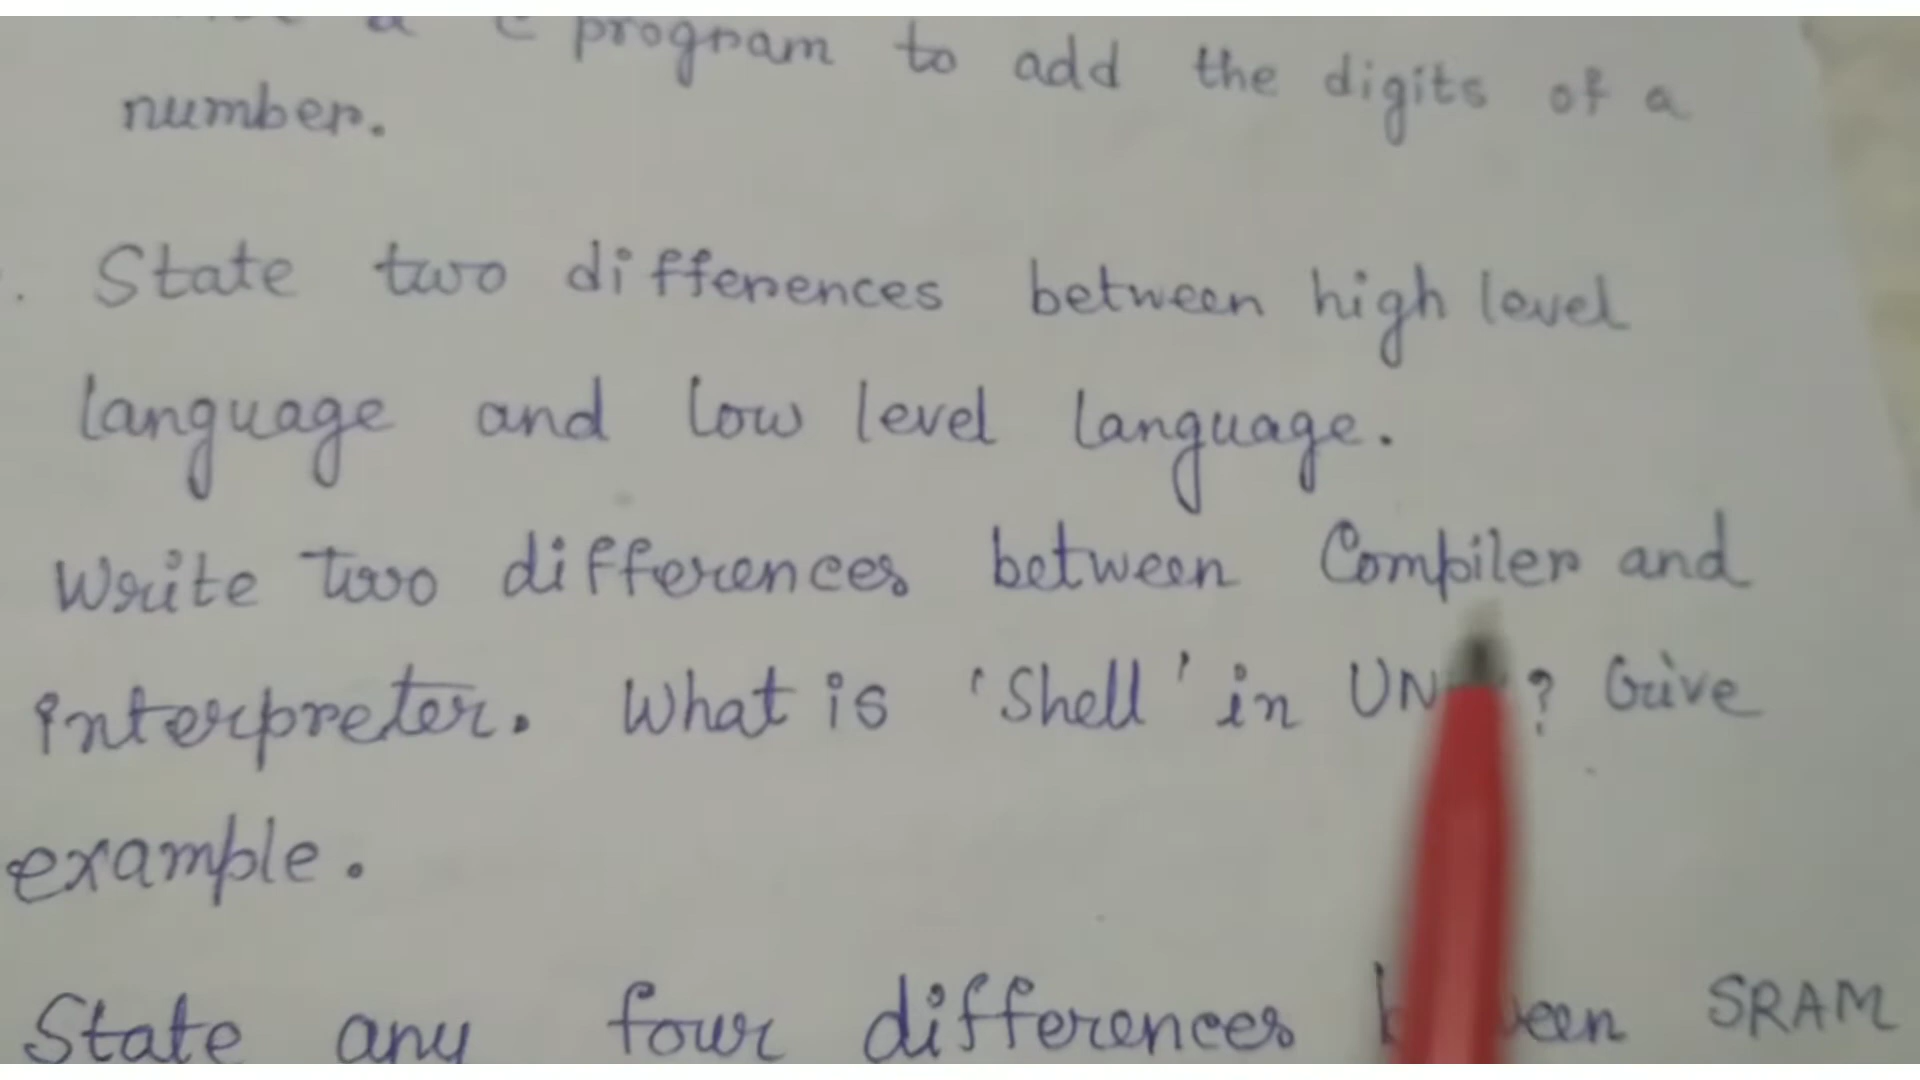 a C program to add the digits of a
number.
State two differences between high level
language and low level language.
Write two differences between Compiler and
interpreter. What is 'Shell' in UN ? Give
example.
State any four differences between SRAM